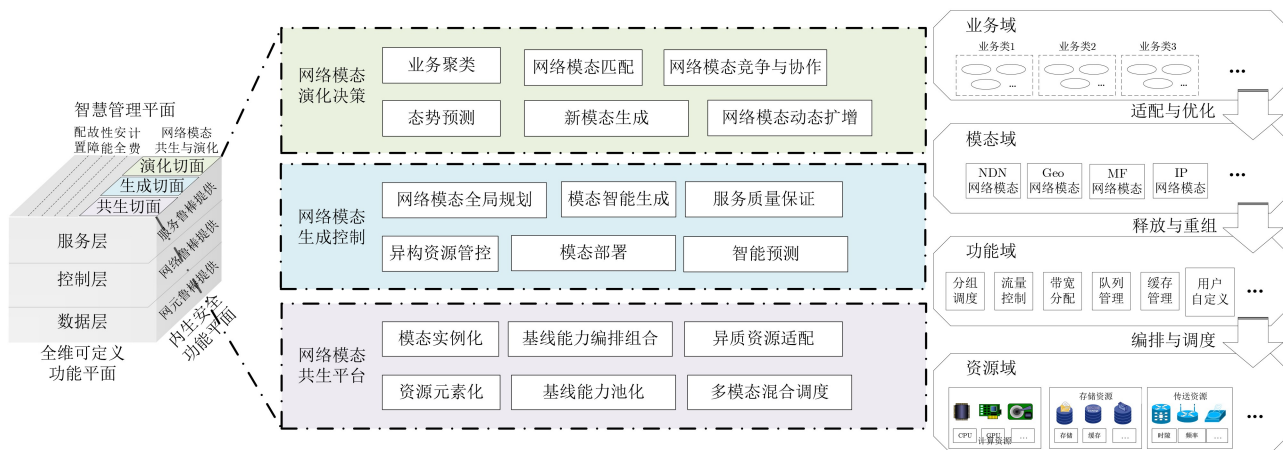 智慧管理平面
配故性安计
置障能全费
网络模态
共生与演化
演化切面
生成切面
共生切面
服务层
控制层
数据层
服务鲁棒提供
网络鲁棒提供
网元鲁棒提供
全维可定义
功能平面
内生安全
功能平面
网络模态
演化决策
业务聚类
网络模态匹配
网络模态竞争与协作
态势预测
新模态生成
网络模态动态扩增
网络模态
生成控制
网络模态全局规划
模态智能生成
服务质量保证
异构资源管控
模态部署
智能预测
网络模态
共生平台
模态实例化
基线能力编排组合
异质资源适配
资源元素化
基线能力池化
多模态混合调度
业务域
业务类1
业务类2
业务类3
...
...
...
...
适配与优化
模态域
NDN
网络模态
Geo
网络模态
MF
网络模态
IP
网络模态
...
释放与重组
功能域
分组
调度
流量
控制
带宽
分配
队列
管理
缓存
管理
用户
自定义
...
编排与调度
资源域
CPU
GPU
...
计算资源
存储资源
存储
缓存
...
传送资源
时隙
频率
...
...